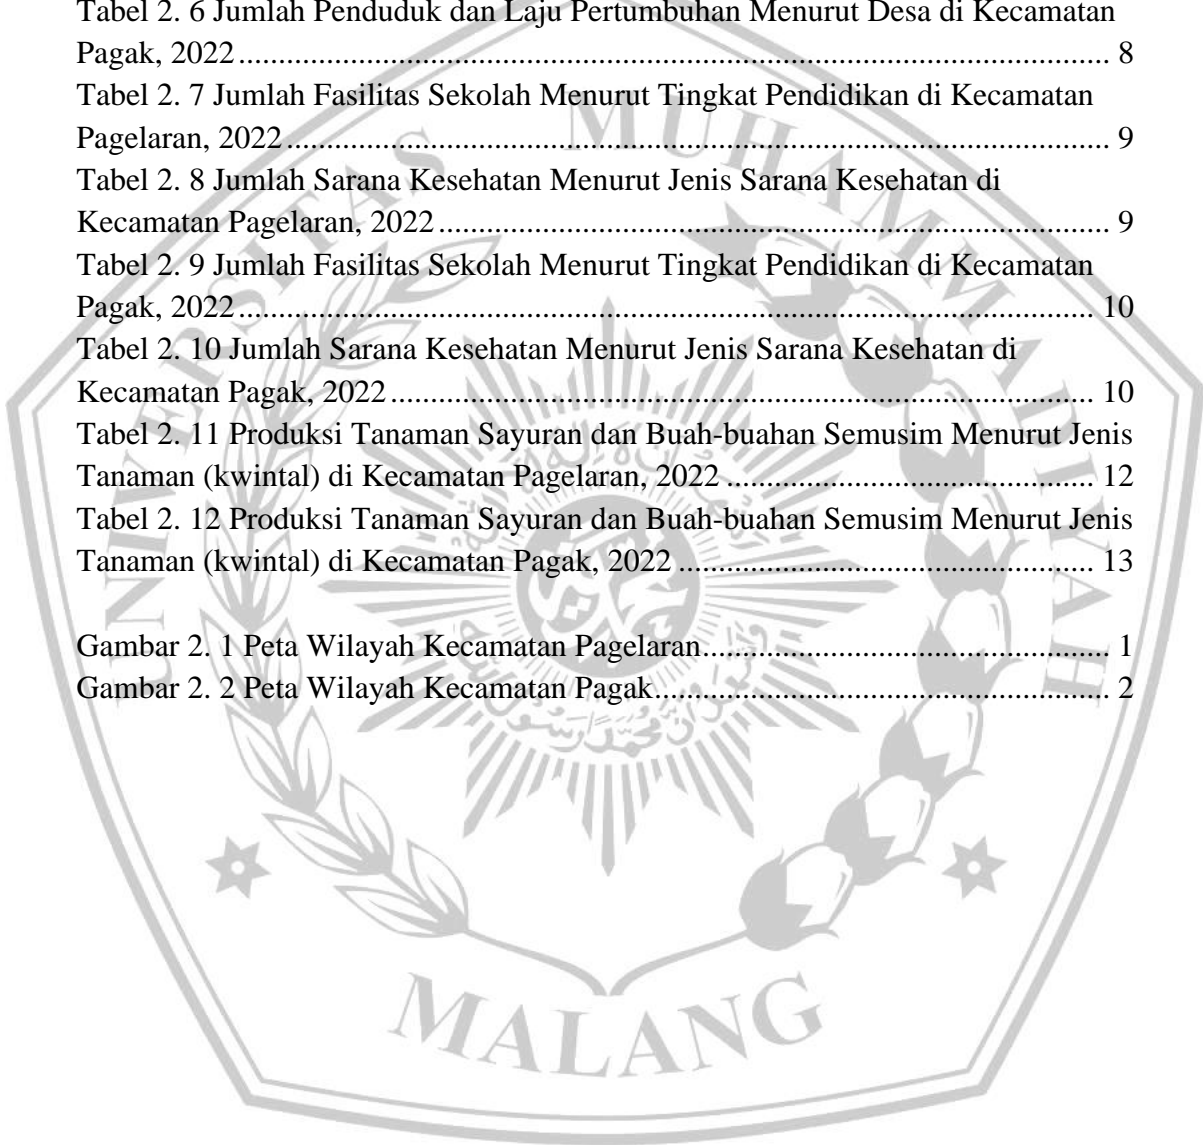 Tabel 2. 6 Jumlah Penduduk dan Laju Pertumbuhan Menurut Desa di Kecamatan
Pagak, 2022 ........................................................................................................... 8
Tabel 2. 7 Jumlah Fasilitas Sekolah Menurut Tingkat Pendidikan di Kecamatan
Pagelaran, 2022 ..................................................................................................... 9
Tabel 2. 8 Jumlah Sarana Kesehatan Menurut Jenis Sarana Kesehatan di
Kecamatan Pagelaran, 2022 .................................................................................. 9
Tabel 2. 9 Jumlah Fasilitas Sekolah Menurut Tingkat Pendidikan di Kecamatan
Pagak, 2022 ......................................................................................................... 10
Tabel 2. 10 Jumlah Sarana Kesehatan Menurut Jenis Sarana Kesehatan di
Kecamatan Pagak, 2022 ...................................................................................... 10
Tabel 2. 11 Produksi Tanaman Sayuran dan Buah-buahan Semusim Menurut Jenis
Tanaman (kwintal) di Kecamatan Pagelaran, 2022 ............................................. 12
Tabel 2. 12 Produksi Tanaman Sayuran dan Buah-buahan Semusim Menurut Jenis
Tanaman (kwintal) di Kecamatan Pagak, 2022 ................................................... 13
Gambar 2. 1 Peta Wilayah Kecamatan Pagelaran .................................................. 1
Gambar 2. 2 Peta Wilayah Kecamatan Pagak ........................................................ 2
UNIVERSITAS MUHAMMADIYAH
MALANG